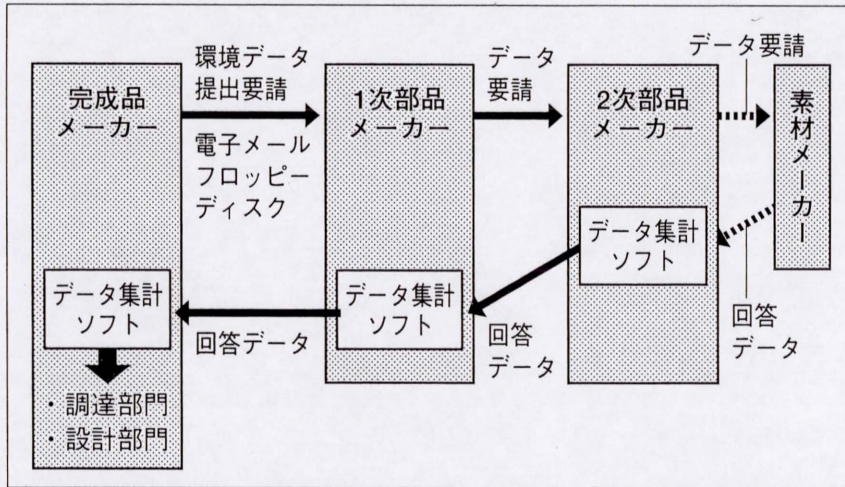 完成品
メーカー
環境データ
提出要請
電子メール
フロッピー
ディスク
1次部品
メーカー
データ
要請
2次部品
メーカー
データ要請
素材メーカー
データ集計
ソフト
回答
データ
回答
データ
データ集計
ソフト
回答データ
データ集計
ソフト
・調達部門
・設計部門